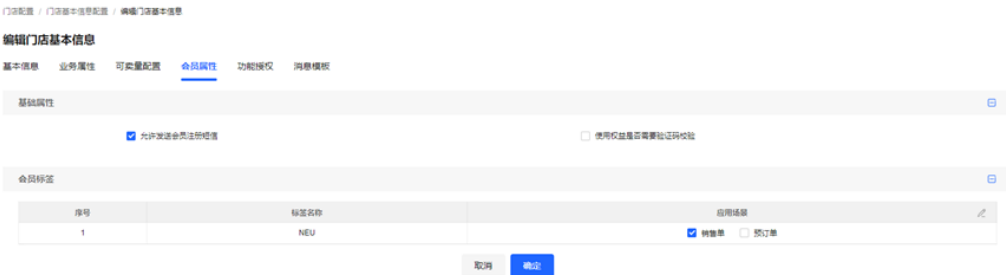 门店配置 / 门店基本信息配置 / 编辑门店基本信息
编辑门店基本信息
基本信息 业务属性 可卖量配置 会员属性 功能授权 消息模板
基础属性
允许发送会员注册短信 使用权益是否需要验证码校验
会员标签
序号 标签名称 应用场景
1 NEU 销售单 预订单
取消 确定